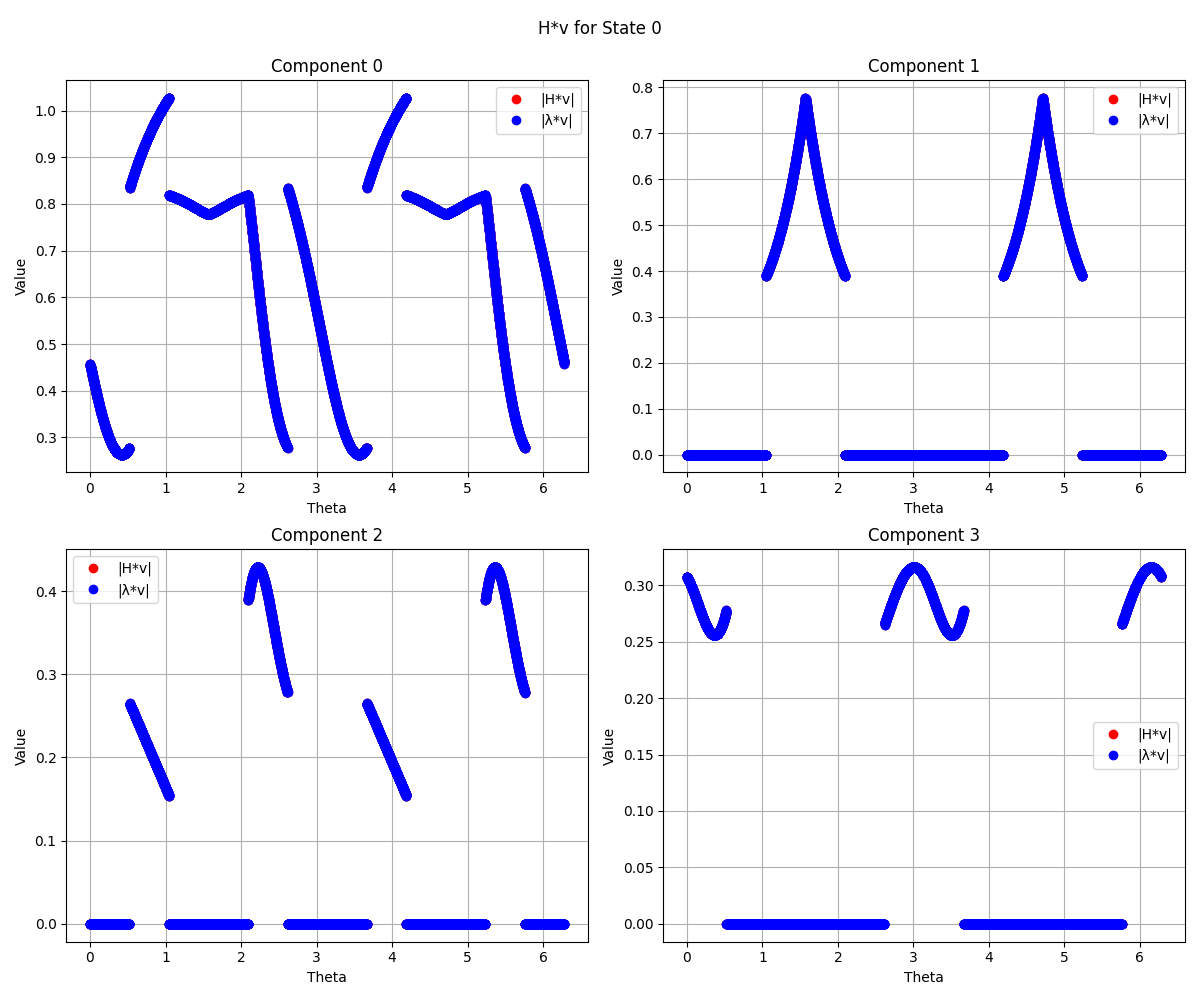 H*v for State 0
Component 0
|H*v|
|λ*v|
1.0
0.9
0.8
0.7
0.6
0.5
0.4
0.3
Value
0 1 2 3 4 5 6
Theta
Component 1
|H*v|
|λ*v|
0.8
0.7
0.6
0.5
0.4
0.3
0.2
0.1
0.0
Value
0 1 2 3 4 5 6
Theta
Component 2
|H*v|
|λ*v|
0.4
0.3
0.2
0.1
0.0
Value
0 1 2 3 4 5 6
Theta
Component 3
|H*v|
|λ*v|
0.30
0.25
0.20
0.15
0.10
0.05
0.00
Value
0 1 2 3 4 5 6
Theta